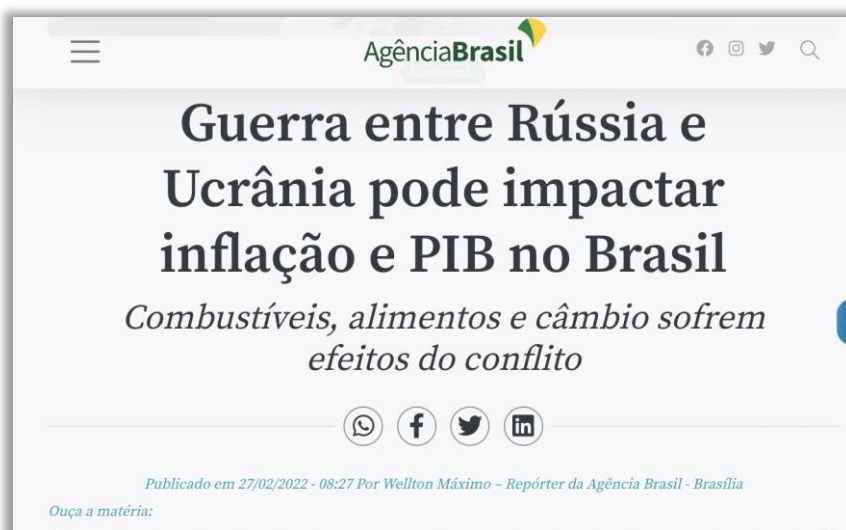 AgênciaBrasil
Guerra entre Rússia e
Ucrânia pode impactar
inflação e PIB no Brasil
Combustíveis, alimentos e câmbio sofrem
efeitos do conflito
Publicado em 27/02/2022 - 08:27 Por Wellton Máximo – Repórter da Agência Brasil - Brasília
Ouça a matéria: